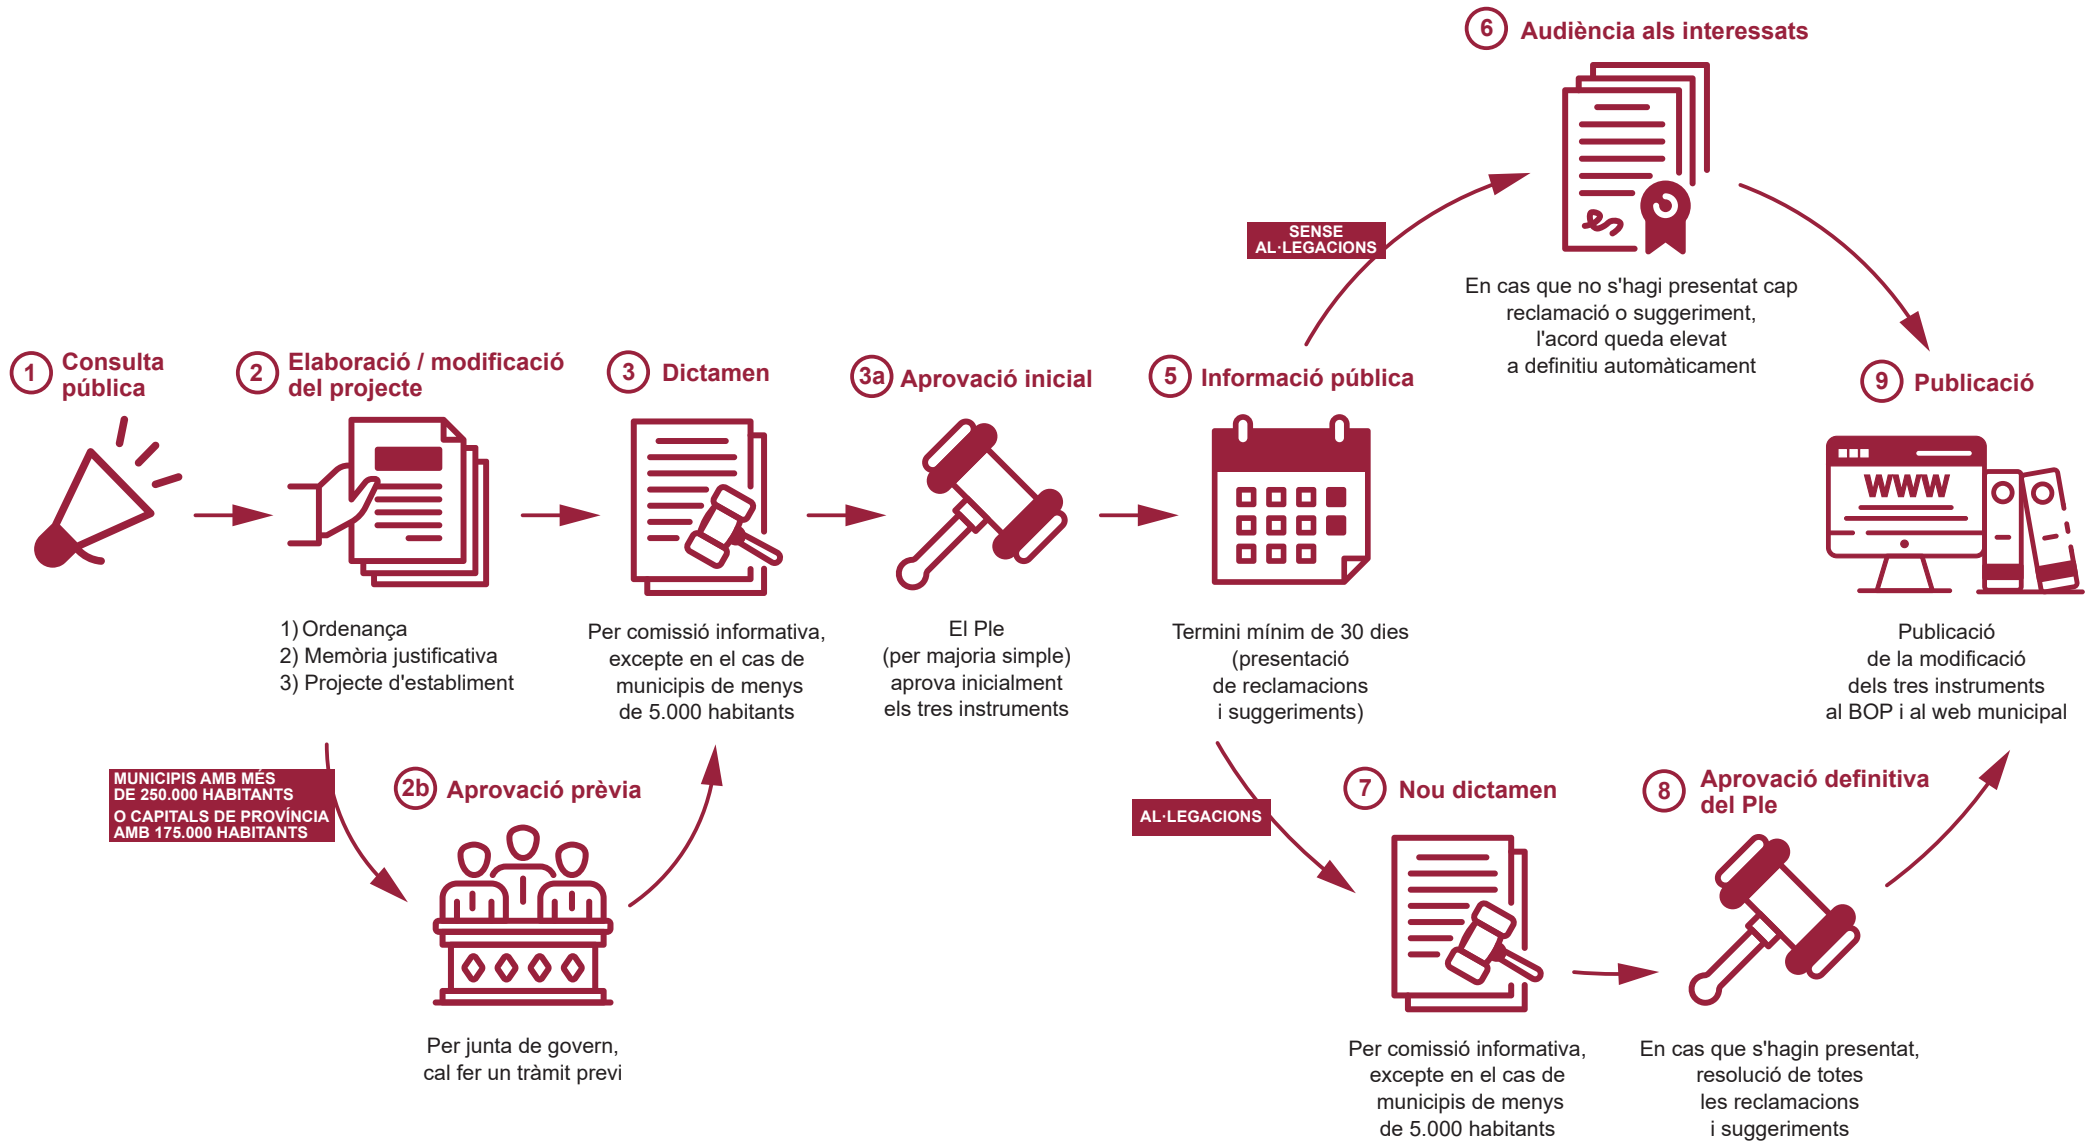 1 Consulta
pública
2 Elaboració / modificació
del projecte
1) Ordenança
2) Memòria justificativa
3) Projecte d'establiment
MUNICIPIS AMB MÉS
DE 250.000 HABITANTS
O CAPITALS DE PROVÍNCIA
AMB 175.000 HABITANTS
2b Aprovació prèvia
Per junta de govern,
cal fer un tràmit previ
3 Dictamen
Per comissió informativa,
excepte en el cas de
municipis de menys
de 5.000 habitants
3a Aprovació inicial
El Ple
(per majoria simple)
aprova inicialment
els tres instruments
5 Informació pública
Termini mínim de 30 dies
(presentació
de reclamacions
i suggeriments)
SENSE
AL·LEGACIONS
6 Audiència als interessats
En cas que no s'hagi presentat cap
reclamació o suggeriment,
l'acord queda elevat
a definitiu automàticament
AL·LEGACIONS
7 Nou dictamen
Per comissió informativa,
excepte en el cas de
municipis de menys
de 5.000 habitants
8 Aprovació definitiva
del Ple
En cas que s'hagin presentat,
resolució de totes
les reclamacions
i suggeriments
9 Publicació
WWW
Publicació
de la modificació
dels tres instruments
al BOP i al web municipal